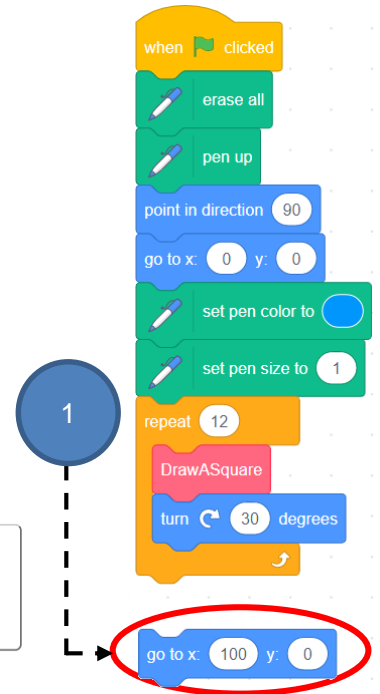 when clicked
erase all
pen up
point in direction 90
go to x: 0 y: 0
set pen color to
set pen size to 1
1
repeat 12
DrawASquare
turn 30 degrees
go to x: 100 y: 0